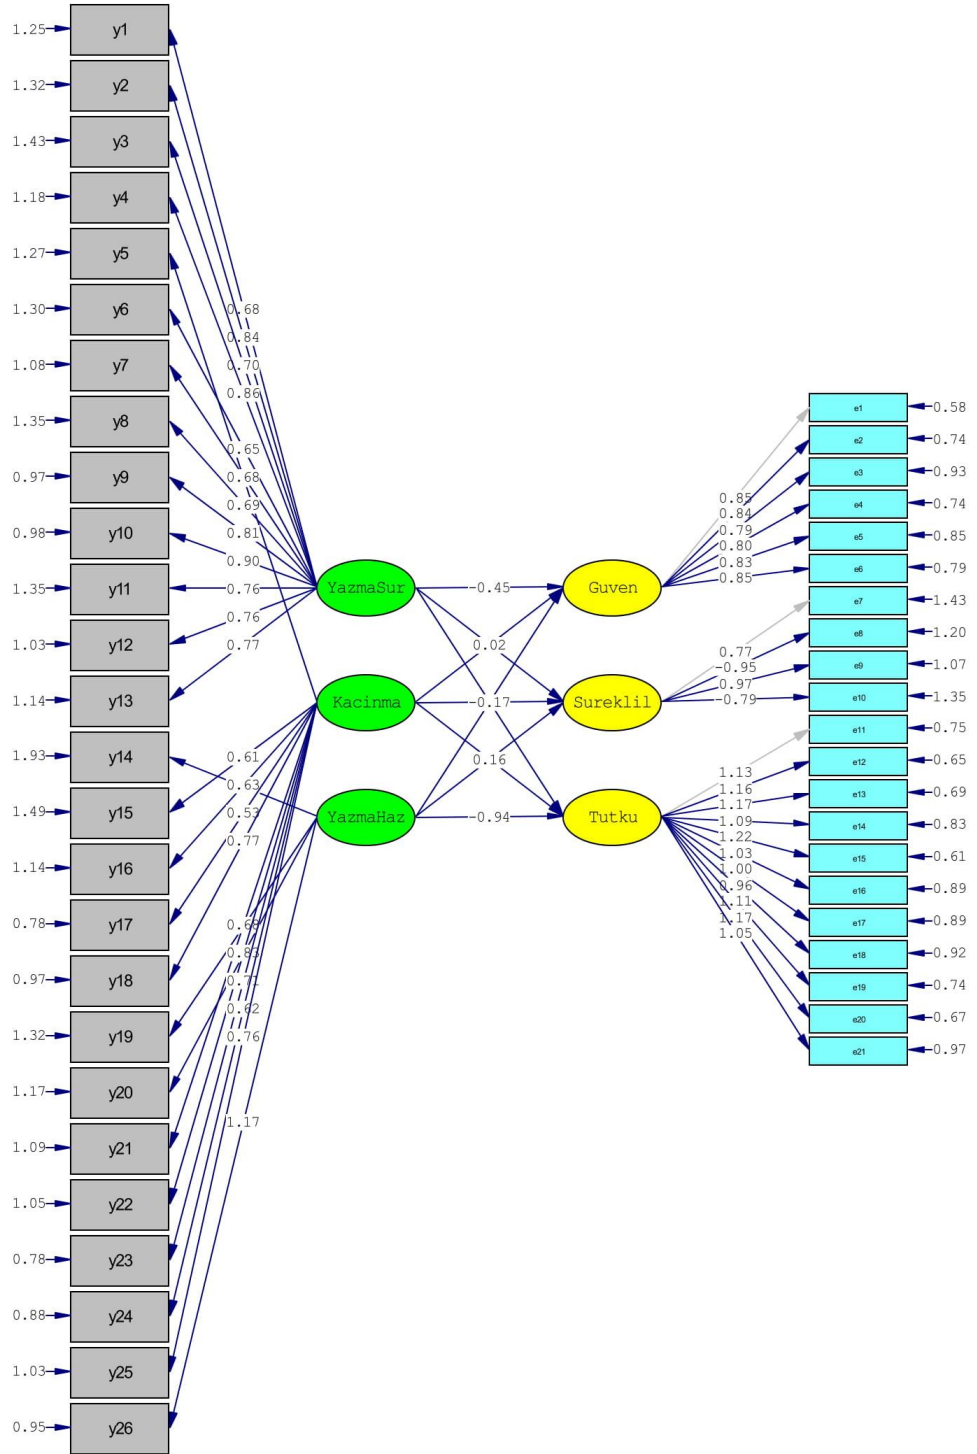 1.25 y1
1.32 y2
1.43 y3
1.18 y4
1.27 y5
1.30 y6
1.08 y7
1.35 y8
0.97 y9
0.98 y10
1.35 y11
1.03 y12
1.14 y13
1.93 y14
1.49 y15
1.14 y16
0.78 y17
0.97 y18
1.32 y19
1.17 y20
1.09 y21
1.05 y22
0.78 y23
0.88 y24
1.03 y25
0.95 y26
0.68
0.84
0.70
0.86
0.65
0.68
0.69
0.81
0.90
0.76
0.76
0.77
0.61
0.63
0.53
0.77
0.83
0.71
0.62
0.76
1.17
YazmaSur
Kacinma
YazmaHaz
-0.45
0.02
-0.17
0.16
-0.94
Guven
Sureklil
Tutku
0.85
0.84
0.79
0.80
0.83
0.85
0.77
-0.95
0.97
-0.79
1.13
1.16
1.17
1.09
1.22
1.03
1.00
0.96
1.11
1.17
1.05
e1 0.58
e2 0.74
e3 0.93
e4 0.74
e5 0.85
e6 0.79
e7 1.43
e8 1.20
e9 1.07
e10 1.35
e11 0.75
e12 0.65
e13 0.69
e14 0.83
e15 0.61
e16 0.89
e17 0.89
e18 0.92
e19 0.74
e20 0.67
e21 0.97